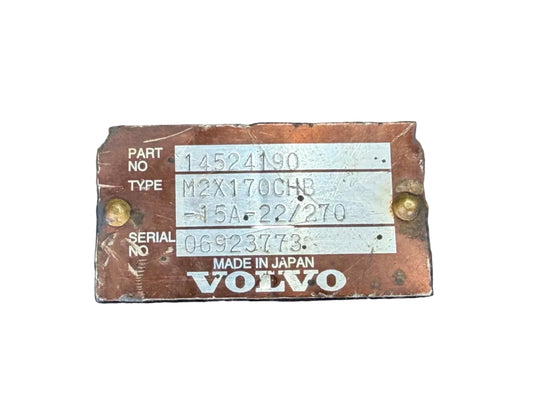 PART NO 14524190
TYPE M2X170CHB
-15A-22/270
SERIAL NO 06923773
MADE IN JAPAN
VOLVO